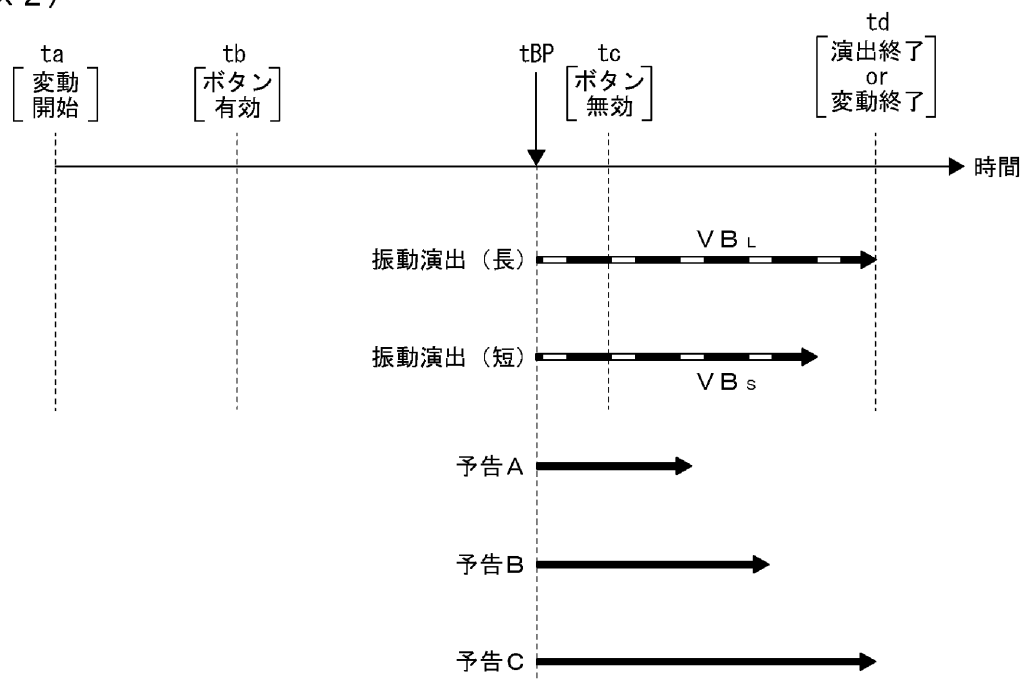 ta
変動
開始
tb
ボタン
有効
tBP
tc
ボタン
無効
td
演出終了
or
変動終了
時間
振動演出（長）
ＶＢL
振動演出（短）
ＶＢs
予告Ａ
予告Ｂ
予告Ｃ